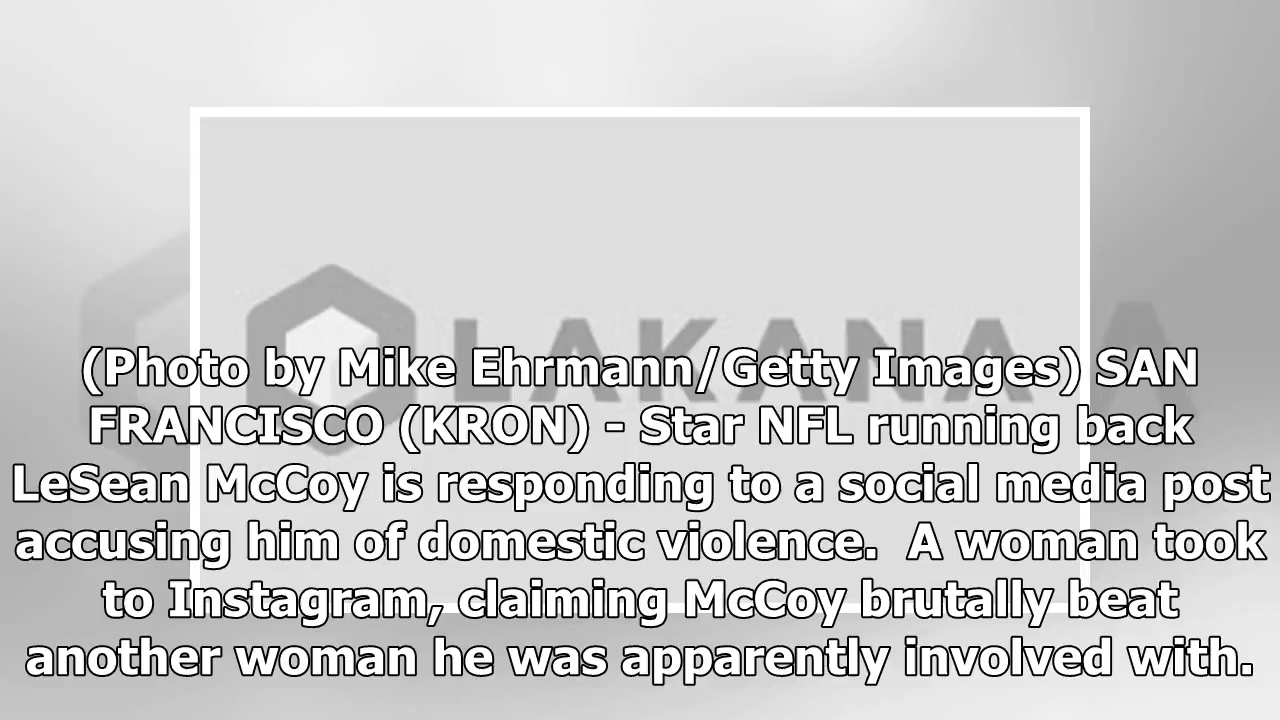 LAKANA
(Photo by Mike Ehrmann/Getty Images) SAN
FRANCISCO (KRON) - Star NFL running back
LeSean McCoy is responding to a social media post
accusing him of domestic violence.  A woman took
to Instagram, claiming McCoy brutally beat
another woman he was apparently involved with.